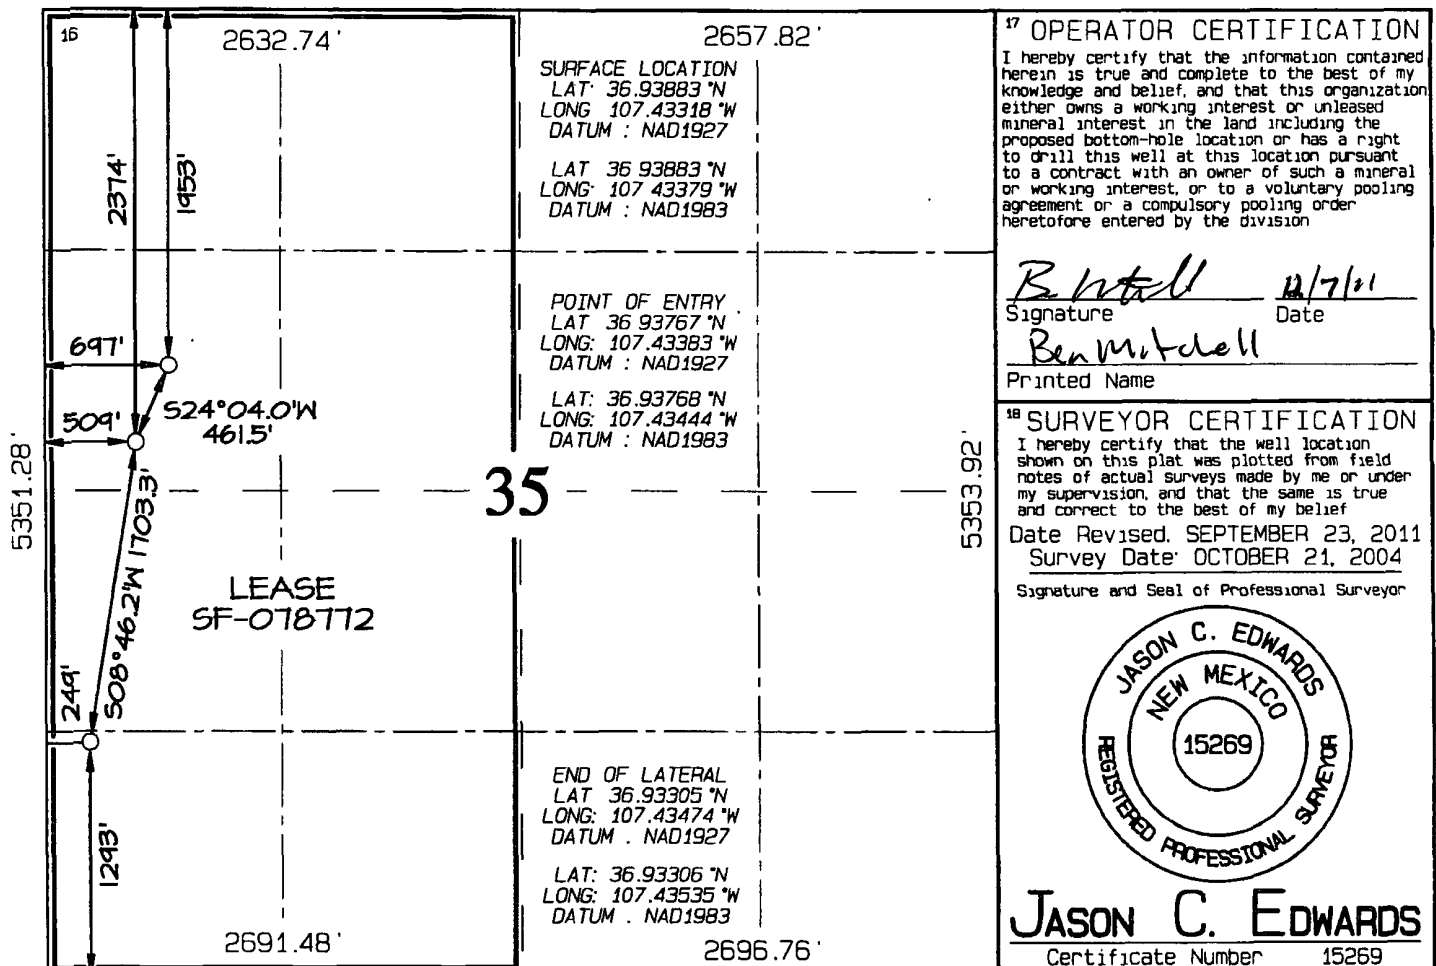 16
2632.74'
2657.82'
2374'
1953'
SURFACE LOCATION
LAT· 36.93883 °N
LONG 107.43318 °W
DATUM : NAD1927
LAT 36 93883 °N
LONG· 107 43379 °W
DATUM : NAD1983
POINT OF ENTRY
LAT 36 93767 °N
LONG: 107.43383 °W
DATUM : NAD1927
LAT: 36.93768 °N
LONG: 107.43444 °W
DATUM : NAD1983
697'
509'
S24°04.0'W
461.5'
5351.28'
35
5353.92'
S08°46.2'W 1703.3'
LEASE
SF-078772
249'
1293'
END OF LATERAL
LAT 36.93305 °N
LONG: 107.43474 °W
DATUM . NAD1927
LAT: 36.93306 °N
LONG: 107.43535 °W
DATUM . NAD1983
2691.48'
2696.76'
17 OPERATOR CERTIFICATION
I hereby certify that the information contained
herein is true and complete to the best of my
knowledge and belief, and that this organization
either owns a working interest or unleased
mineral interest in the land including the
proposed bottom-hole location or has a right
to drill this well at this location pursuant
to a contract with an owner of such a mineral
or working interest, or to a voluntary pooling
agreement or a compulsory pooling order
heretofore entered by the division
12/7/11
Signature Date
Ben Mitchell
Printed Name
18 SURVEYOR CERTIFICATION
I hereby certify that the well location
shown on this plat was plotted from field
notes of actual surveys made by me or under
my supervision, and that the same is true
and correct to the best of my belief
Date Revised. SEPTEMBER 23, 2011
Survey Date· OCTOBER 21, 2004
Signature and Seal of Professional Surveyor
JASON C. EDWARDS
NEW MEXICO
15269
REGISTERED PROFESSIONAL SURVEYOR
JASON C. EDWARDS
Certificate Number 15269